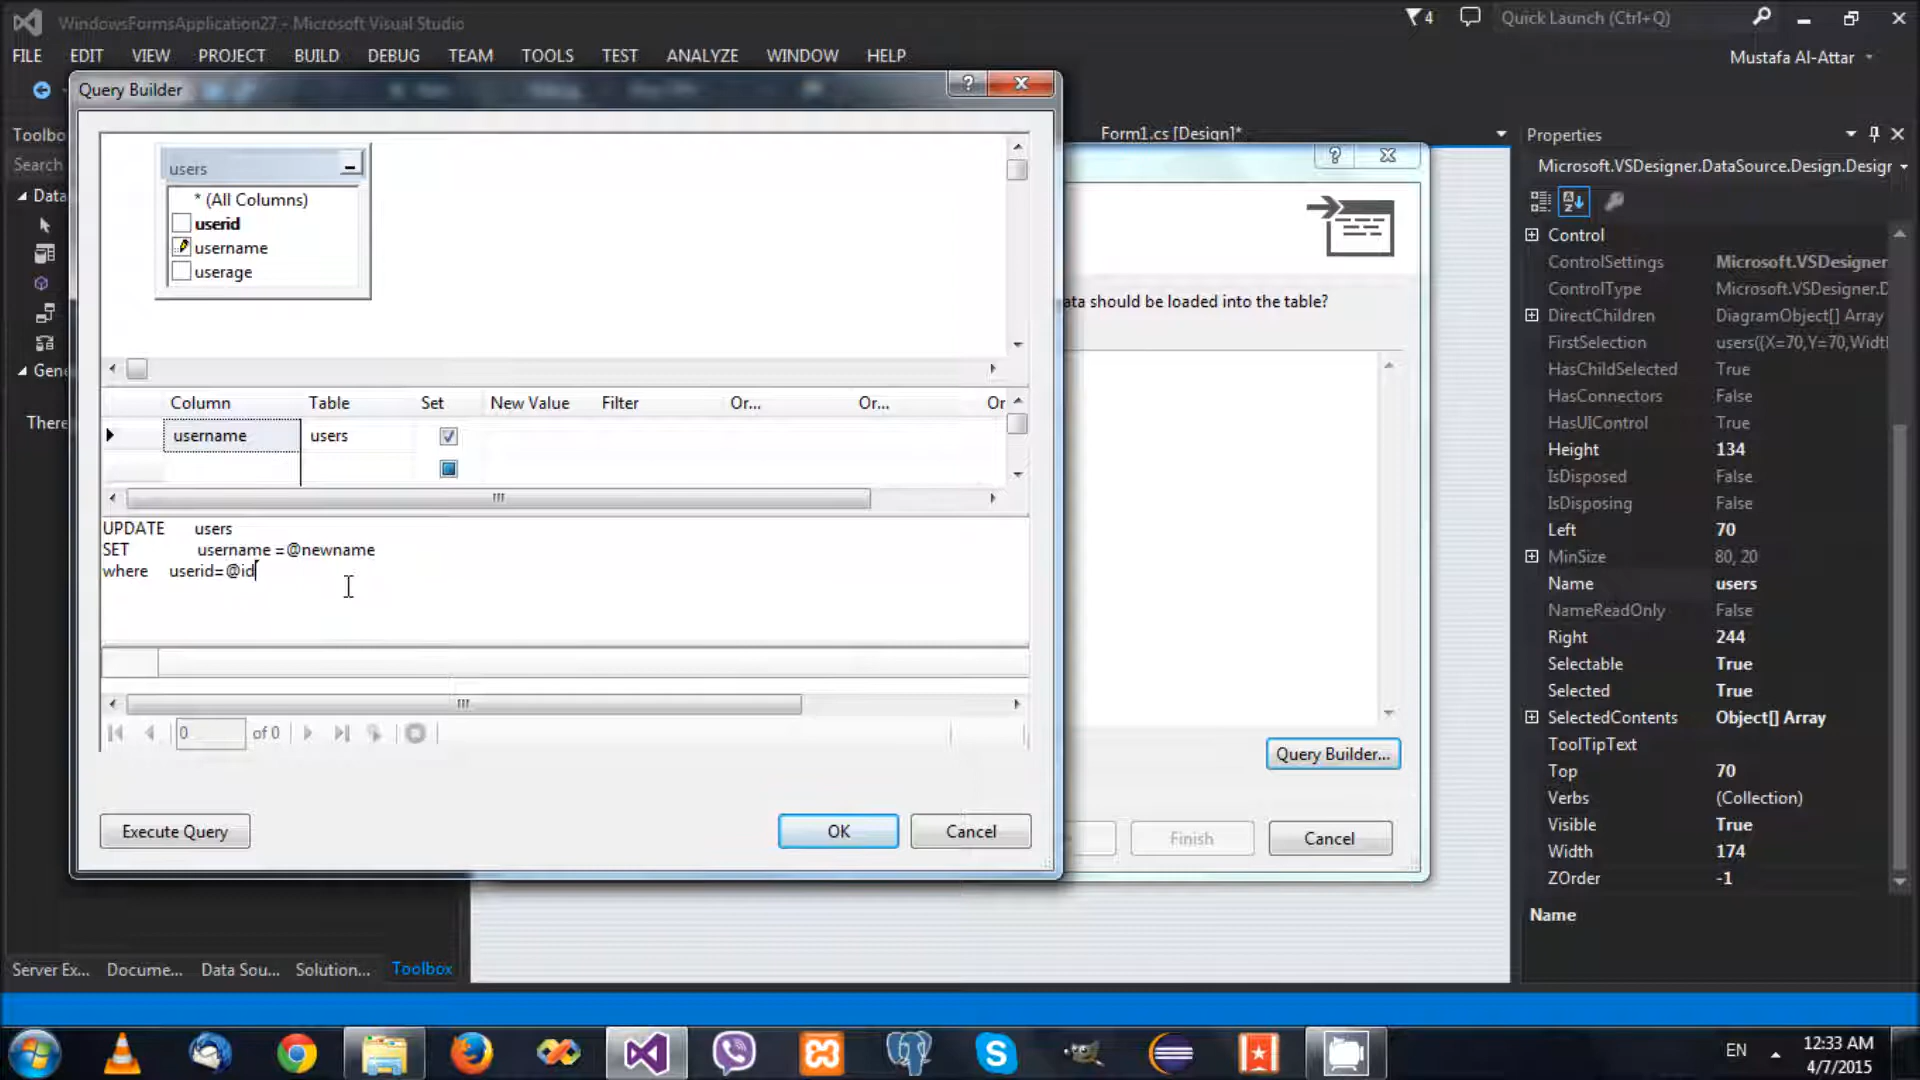 WindowsFormsApplication27 - Microsoft Visual Studio
4
Quick Launch (Ctrl+Q)
FILE EDIT VIEW PROJECT BUILD DEBUG TEAM TOOLS TEST ANALYZE WINDOW HELP
Mustafa Al-Attar
Query Builder
?
Toolbo
Search
Data
Gene
There
users
* (All Columns)
userid
username
userage
Column Table Set New Value Filter Or... Or... Or
username users
UPDATE users
SET username =@newname
where userid=@id
0 of 0
Execute Query
OK
Cancel
Form1.cs [Design]*
?
ata should be loaded into the table?
Query Builder...
Finish
Cancel
Properties
Microsoft.VSDesigner.DataSource.Design.Design
Control
ControlSettings Microsoft.VSDesigner
ControlType Microsoft.VSDesigner.D
DirectChildren DiagramObject[] Array
FirstSelection users({X=70,Y=70,Width
HasChildSelected True
HasConnectors False
HasUIControl True
Height 134
IsDisposed False
IsDisposing False
Left 70
MinSize 80, 20
Name users
NameReadOnly False
Right 244
Selectable True
Selected True
SelectedContents Object[] Array
ToolTipText
Top 70
Verbs (Collection)
Visible True
Width 174
ZOrder -1
Name
Server Ex... Docume... Data Sou... Solution... Toolbox
EN
12:33 AM
4/7/2015